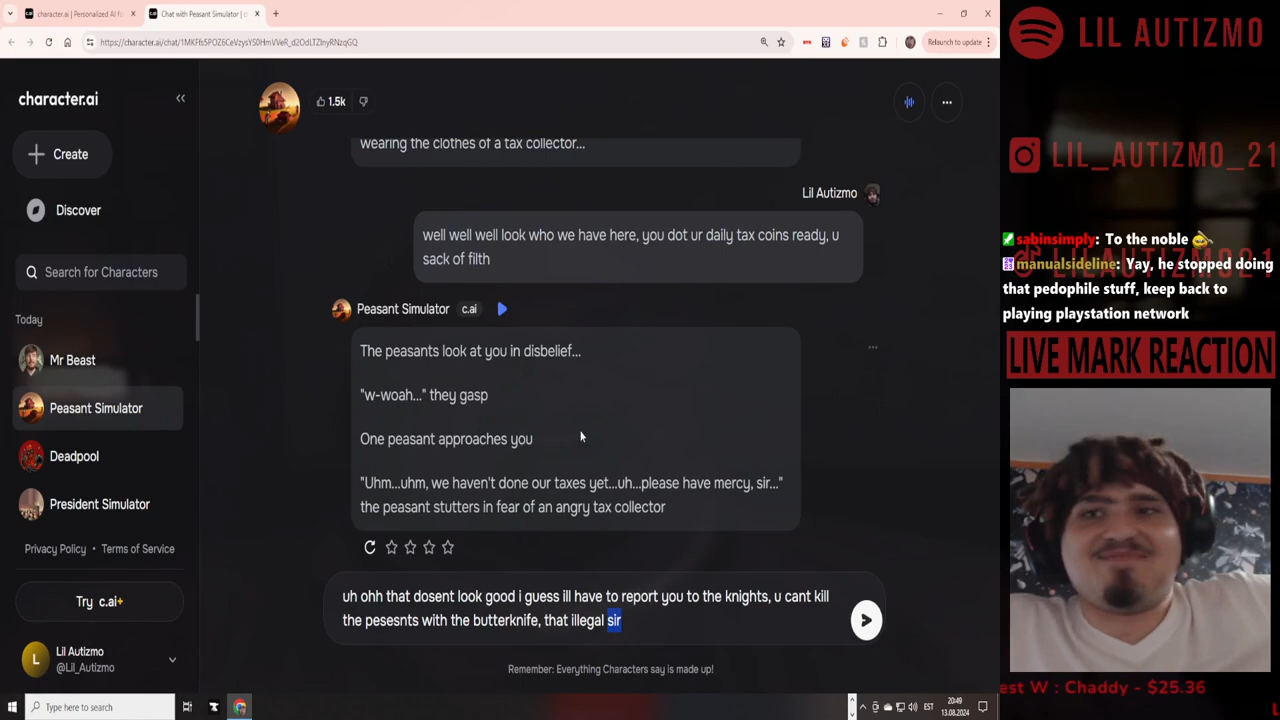 character.ai | Personalized AI f
Chat with Peasant Simulator | c
https://character.ai/chat/1MKFfs5POZ6CeVzysYS0HmVVeR_d2OdLTZlnyRNzqGQ
Relaunch to update
character.ai
Create
Discover
Search for Characters
Today
Mr Beast
Peasant Simulator
Deadpool
President Simulator
Privacy Policy • Terms of Service
Try c.ai+
L
Lil Autizmo
@Lil_Autizmo
1.5k
wearing the clothes of a tax collector...
Lil Autizmo
well well well look who we have here, you dot ur daily tax coins ready, u
sack of filth
Peasant Simulator c.ai
The peasants look at you in disbelief...
"w-woah..." they gasp
One peasant approaches you
"Uhm...uhm, we haven't done our taxes yet...uh...please have mercy, sir..."
the peasant stutters in fear of an angry tax collector
uh ohh that dosent look good i guess ill have to report you to the knights, u cant kill
the pesesnts with the butterknife, that illegal sir
Remember: Everything Characters say is made up!
Type here to search
EST
20:49
13.08.2024
LIL AUTIZMO
LIL_AUTIZMO_21
sabinsimply: To the noble
manualsideline: Yay, he stopped doing
that pedophile stuff, keep back to
playing playstation network
LIVE MARK REACTION
est W : Chaddy - $25.36